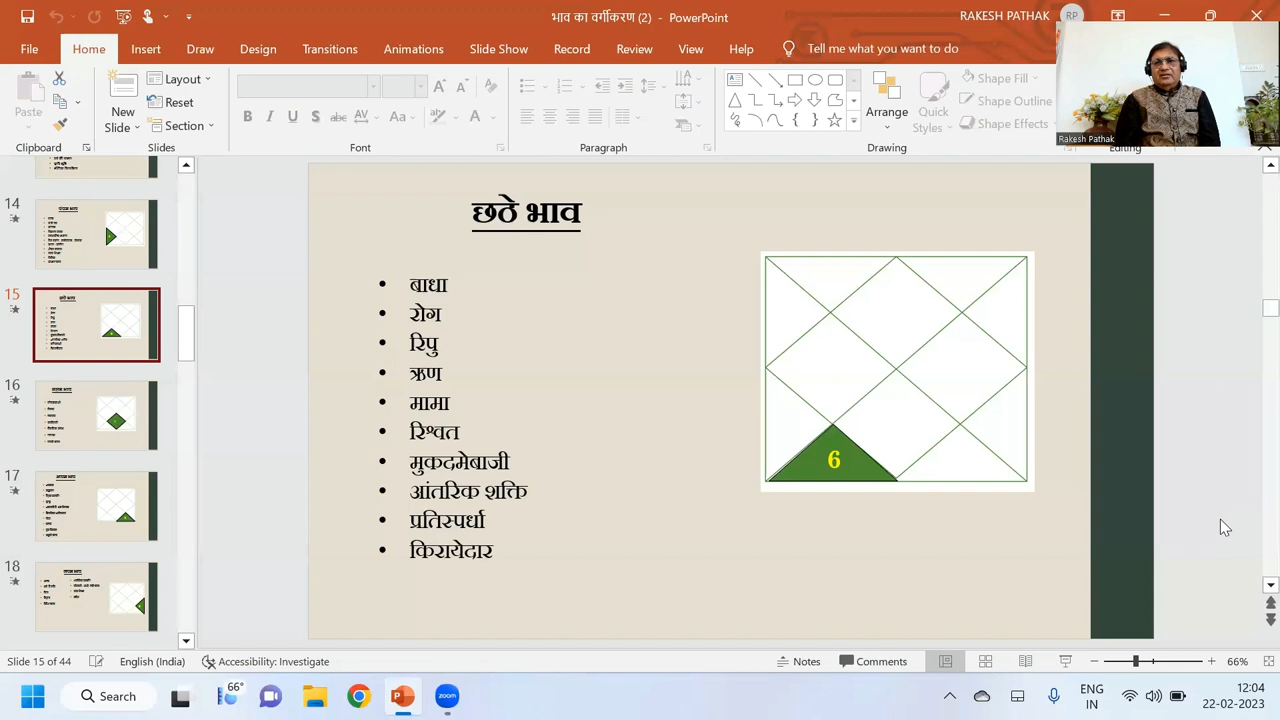 भाव का वर्गीकरण (2) - PowerPoint
RAKESH PATHAK RP
File Home Insert Draw Design Transitions Animations Slide Show Record Review View Help Tell me what you want to do
Paste
Clipboard
New Slide
Layout
Reset
Section
Slides
Font
Paragraph
Arrange
Quick Styles
Shape Fill
Shape Outline
Shape Effects
Drawing
Editing
Rakesh Pathak
14
15
16
17
18
छठे भाव
• बाधा
• रोग
• रिपु
• ऋण
• मामा
• रिश्वत
• मुकदमेबाजी
• आंतरिक शक्ति
• प्रतिस्पर्धा
• किरायेदार
6
Slide 15 of 44 English (India) Accessibility: Investigate Notes Comments 66%
Search 66° zoom ENG IN 12:04 22-02-2023